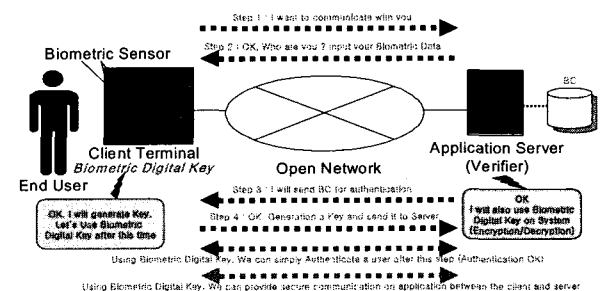 Step 1 : I want to communicate with you
Step 2 : OK, Who are you ? Input your Biometric Data
Biometric Sensor
BC
Client Terminal
Biometric Digital Key
Open Network
Application Server
(Verifier)
End User
Step 3 : I will send BC for authentication
OK. I will generate Key.
Let's Use Biometric
Digital Key after this time
Step 4 : OK. Generation a Key and send it to Server
OK
I will also use Biometric
Digital Key on System
(Encryption/Decryption)
Using Biometric Digital Key. We can simply Authenticate a user after this step (Authentication OK)
Using Biometric Digital Key. We can provide secure communication on application between the client and server